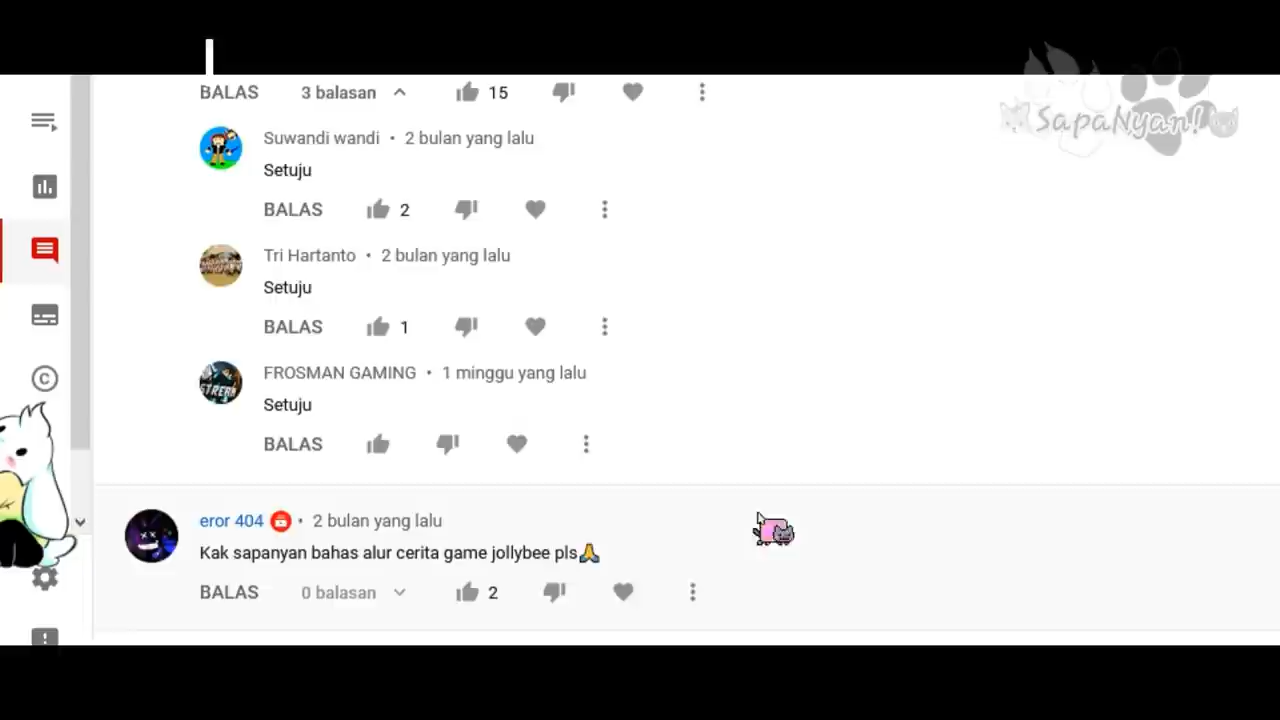 SapaNyan!
BALAS 3 balasan 15
Suwandi wandi • 2 bulan yang lalu
Setuju
BALAS 2
Tri Hartanto • 2 bulan yang lalu
Setuju
BALAS 1
FROSMAN GAMING • 1 minggu yang lalu
STREAM
Setuju
BALAS
eror 404 • 2 bulan yang lalu
Kak sapanyan bahas alur cerita game jollybee pls🙏
BALAS 0 balasan 2